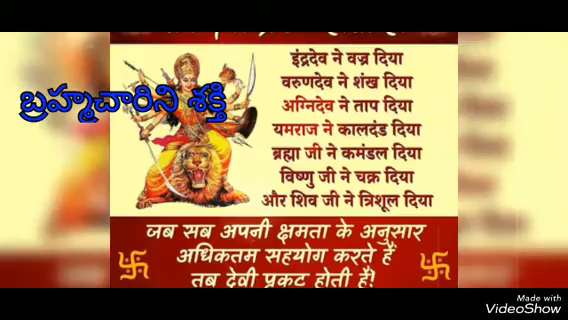 इंद्रदेव ने वज्र दिया
वरुणदेव ने शंख दिया
अग्निदेव ने ताप दिया
यमराज ने कालदंड दिया
ब्रह्मा जी ने कमंडल दिया
विष्णु जी ने चक्र दिया
और शिव जी ने त्रिशूल दिया
బ్రహ్మచారిని శక్తి
जब सब अपनी क्षमता के अनुसार
अधिकतम सहयोग करते हैं
तब देवी प्रकट होती हैं!
Made with
VideoShow